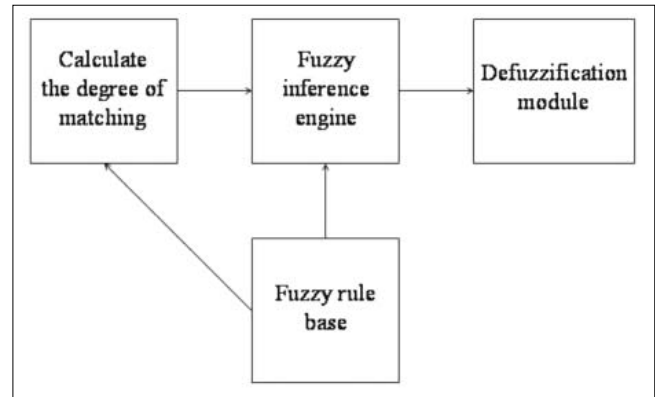 Calculate
the degree of
matching
Fuzzy
inference
engine
Defuzzification
module
Fuzzy rule
base